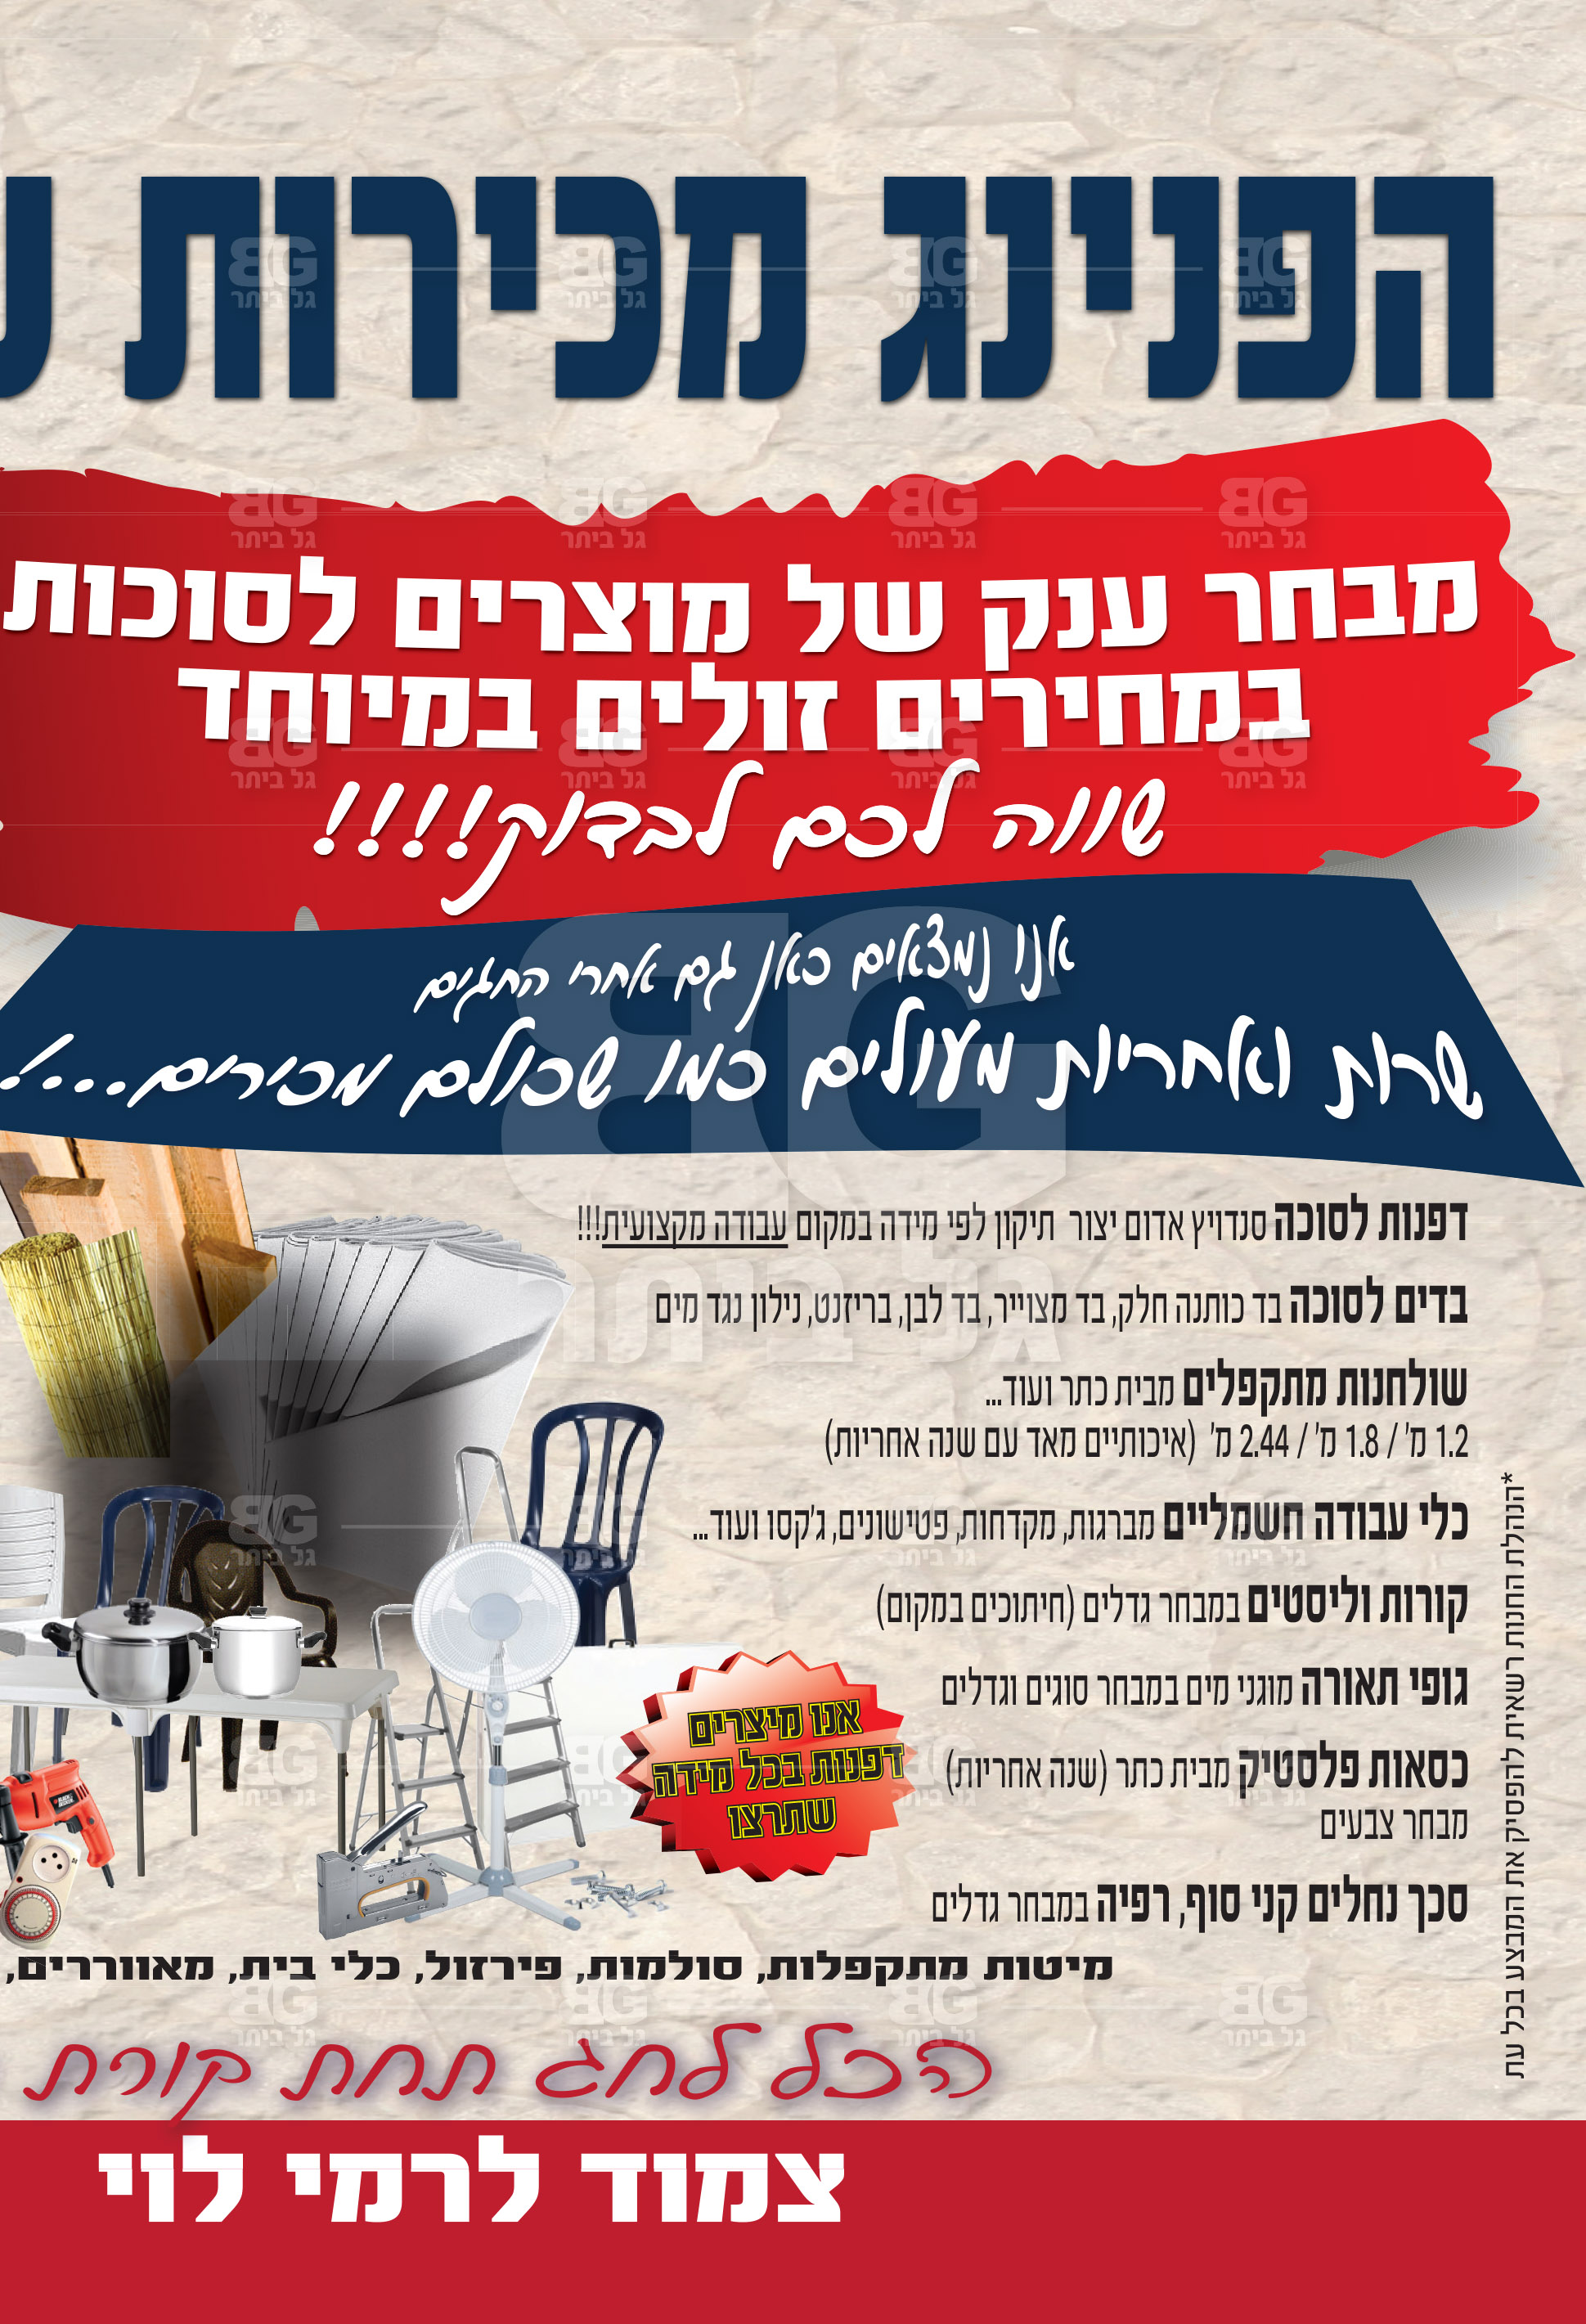 הפנינג מכירות
מבחר ענק של מוצרים לסוכות
במחירים זולים במיוחד
שווה לכם לבדוק!!!!
אנו נמצאים כאן גם אחרי החגים
שרות ואחריות מעולים כמו שכולם מכירים...!
דפנות לסוכה סנדויץ אדום יצור תיקון לפי מידה במקום עבודה מקצועית!!!
בדים לסוכה בד כותנה חלק, בד מצוייר, בד לבן, בריזנט, נילון נגד מים
שולחנות מתקפלים מבית כתר ועוד...
1.2 מ' / 1.8 מ' / 2.44 מ' (איכותיים מאד עם שנה אחריות)
כלי עבודה חשמליים מברגות, מקדחות, פטישונים, ג'קסו ועוד...
קורות וליסטים במבחר גדלים (חיתוכים במקום)
גופי תאורה מוגני מים במבחר סוגים וגדלים
כסאות פלסטיק מבית כתר (שנה אחריות)
מבחר צבעים
סכך נחלים קני סוף, רפיה במבחר גדלים
אנו מיצרים
דפנות בכל מידה
שתרצו
מיטות מתקפלות, סולמות, פירזול, כלי בית, מאווררים,
הכל לחג תחת קורת
צמוד לרמי לוי
*הנהלת החנות רשאית להפסיק את המבצע בכל עת
BG
גל ביתר